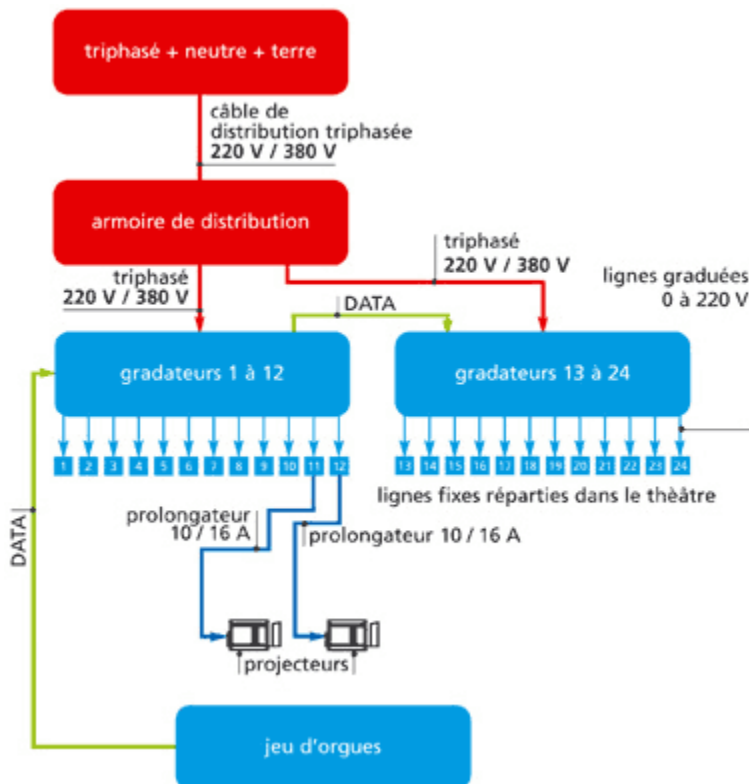 triphasé + neutre + terre
câble de
distribution triphasée
220 V / 380 V
armoire de distribution
triphasé
220 V / 380 V
triphasé
220 V / 380 V
lignes graduées
0 à 220 V
DATA
gradateurs 1 à 12
gradateurs 13 à 24
1 2 3 4 5 6 7 8 9 10 11 12
13 14 15 16 17 18 19 20 21 22 23 24
lignes fixes réparties dans le thèâtre
prolongateur
10 / 16 A
prolongateur 10 / 16 A
DATA
projecteurs
jeu d'orgues